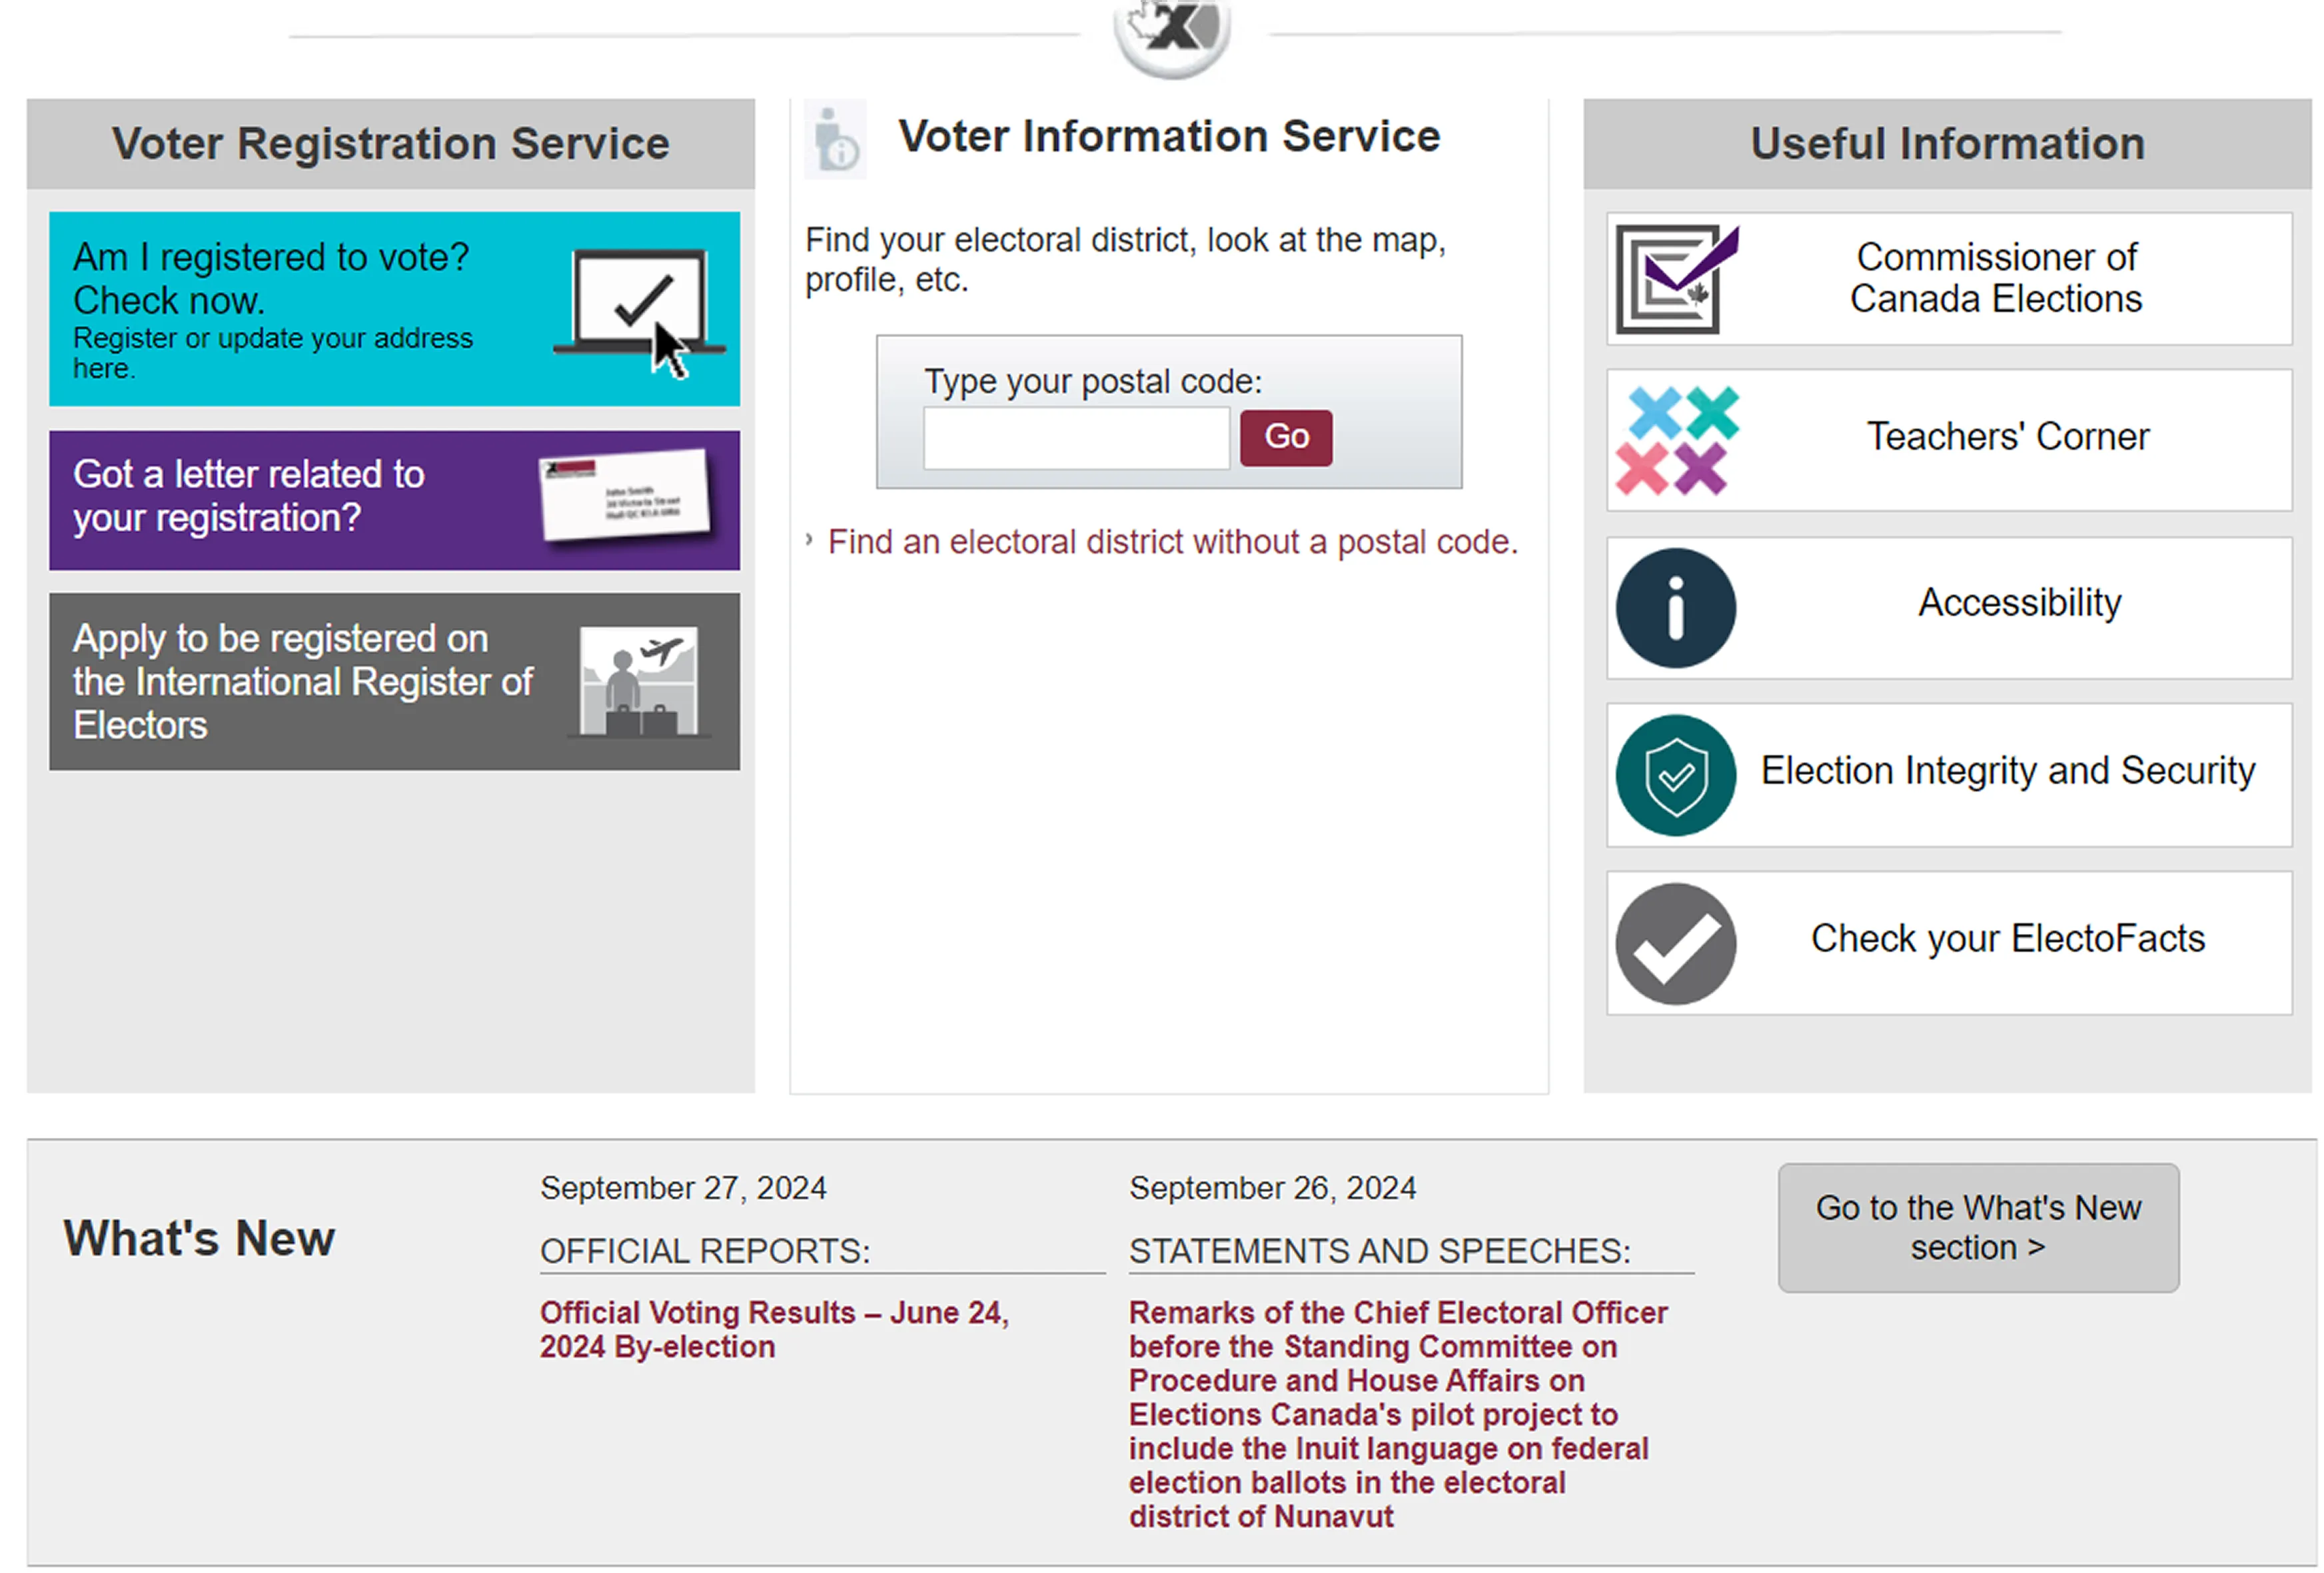 Voter Registration Service
Am I registered to vote?
Check now.
Register or update your address
here.
Got a letter related to
your registration?
John Smith
Apply to be registered on
the International Register of
Electors
Voter Information Service
Find your electoral district, look at the map,
profile, etc.
Type your postal code:
Go
Find an electoral district without a postal code.
Useful Information
Commissioner of
Canada Elections
Teachers' Corner
Accessibility
Election Integrity and Security
Check your ElectoFacts
What's New
September 27, 2024
OFFICIAL REPORTS:
Official Voting Results – June 24,
2024 By-election
September 26, 2024
STATEMENTS AND SPEECHES:
Remarks of the Chief Electoral Officer
before the Standing Committee on
Procedure and House Affairs on
Elections Canada's pilot project to
include the Inuit language on federal
election ballots in the electoral
district of Nunavut
Go to the What's New
section >